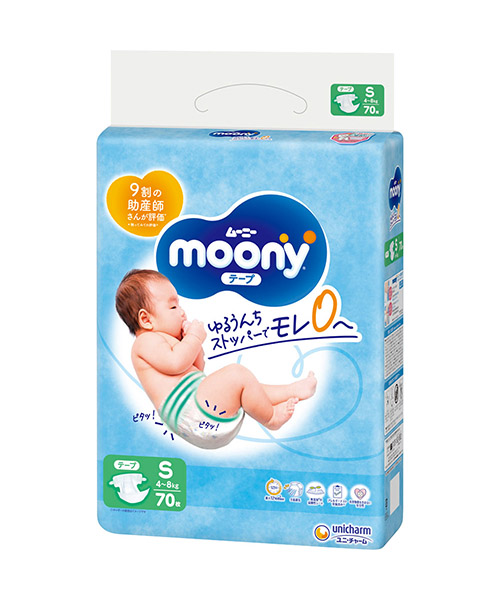 テープ
S
4~8kg
70枚
9割の
助産師
さんが評価
ムーニー
moony
テープ
ゆるうんち
ストッパーで
モレ0〜
ピタッ!
ピタッ!
テープ
S
4~8kg
70枚
S
70枚
unicharm
ユニ・チャーム